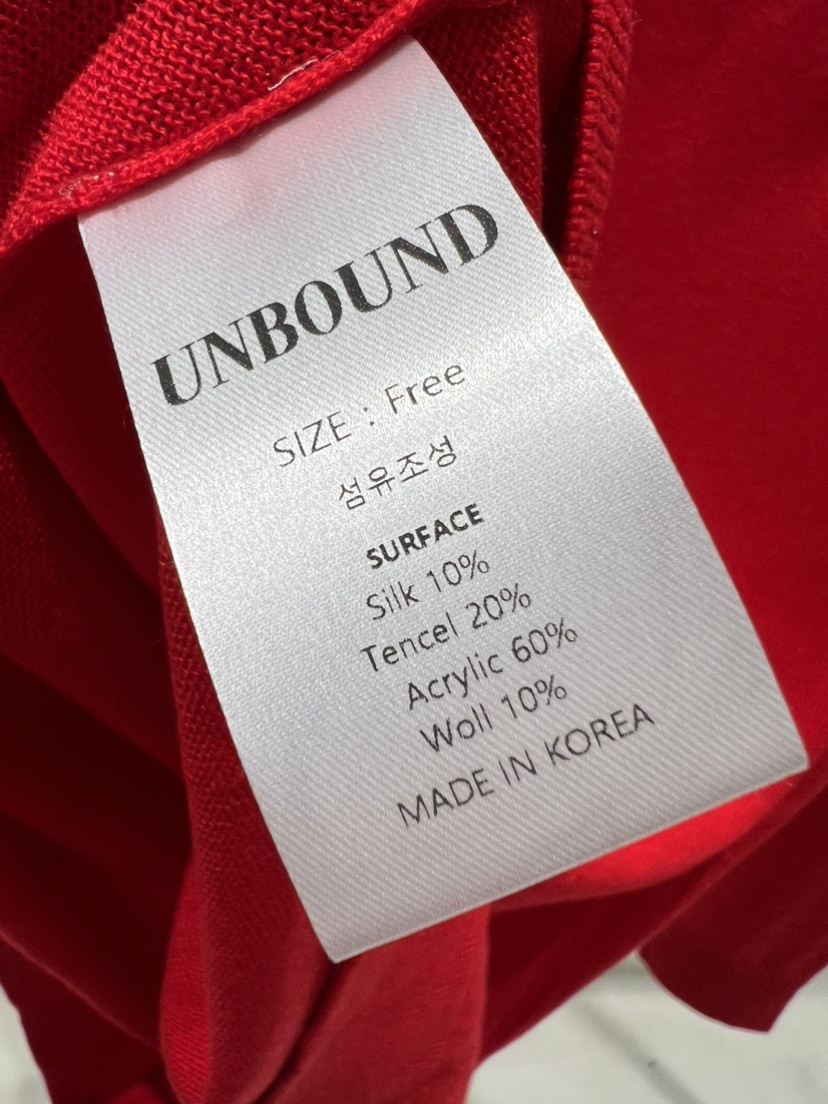 UNBOUND
SIZE : Free
섬유조성
SURFACE
Silk 10%
Tencel 20%
Acrylic 60%
Woll 10%
MADE IN KOREA